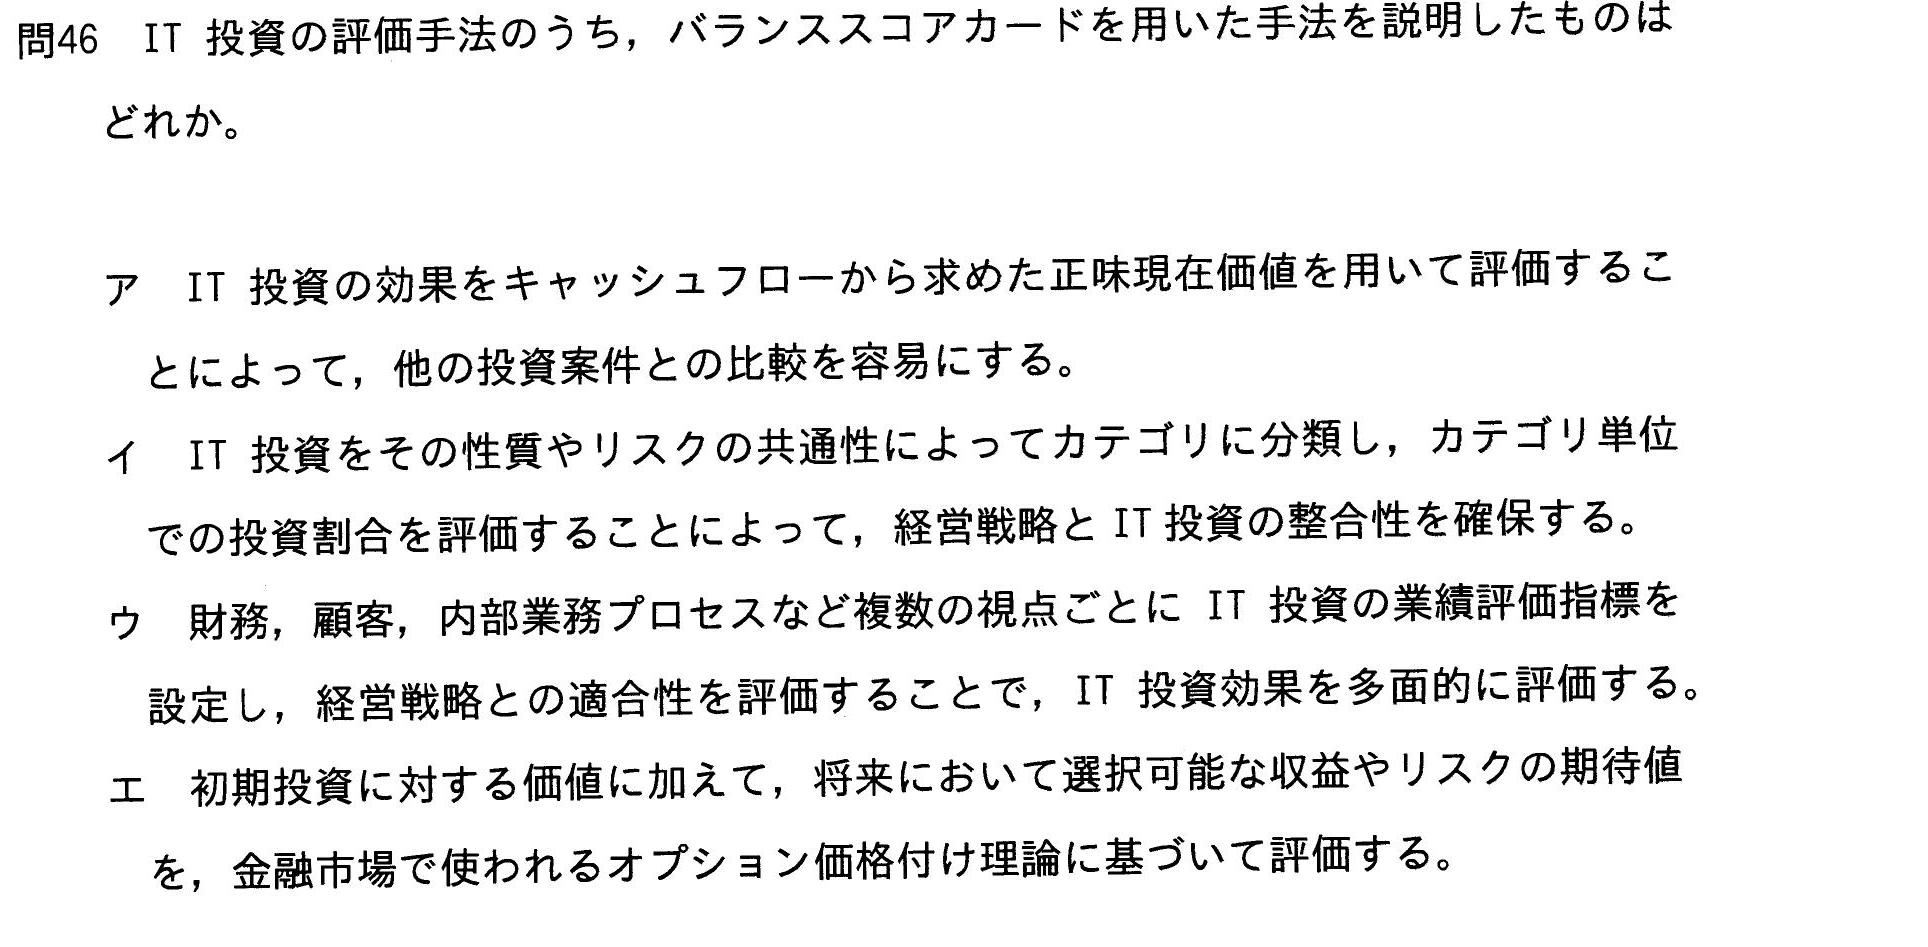 問46 IT 投資の評価手法のうち，バランススコアカードを用いた手法を説明したものは
どれか。
ア IT 投資の効果をキャッシュフローから求めた正味現在価値を用いて評価するこ
とによって，他の投資案件との比較を容易にする。
イ IT 投資をその性質やリスクの共通性によってカテゴリに分類し，カテゴリ単位
での投資割合を評価することによって，経営戦略と IT 投資の整合性を確保する。
ウ 財務，顧客，内部業務プロセスなど複数の視点ごとに IT 投資の業績評価指標を
設定し，経営戦略との適合性を評価することで，IT 投資効果を多面的に評価する。
エ 初期投資に対する価値に加えて，将来において選択可能な収益やリスクの期待値
を，金融市場で使われるオプション価格付け理論に基づいて評価する。